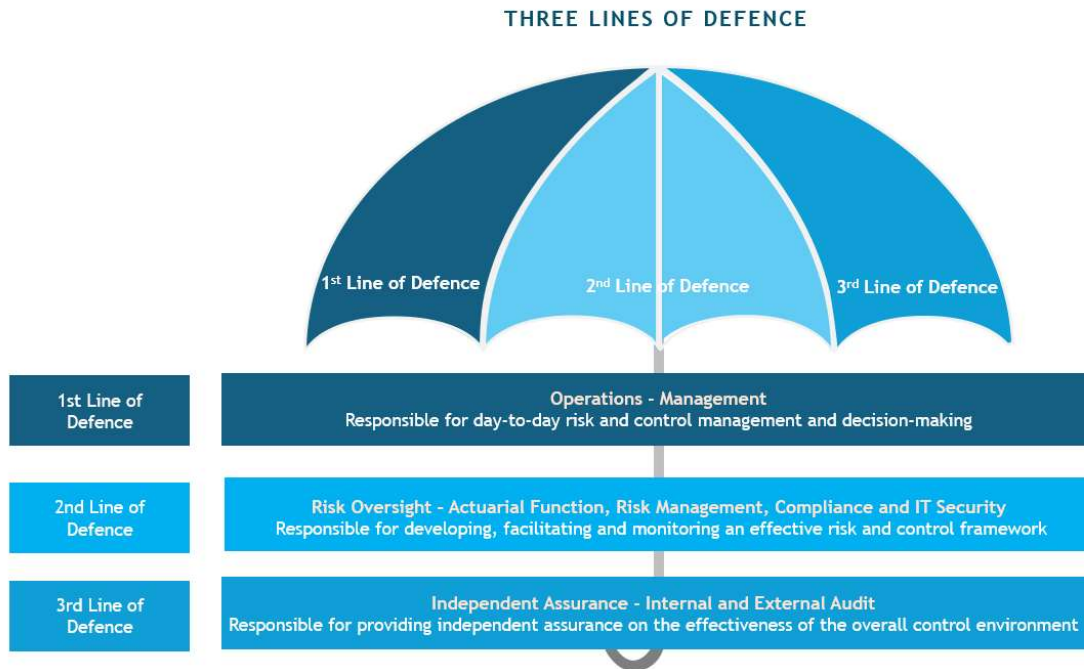 THREE LINES OF DEFENCE
1st Line of Defence
2nd Line of Defence
3rd Line of Defence
1st Line of
Defence
Operations - Management
Responsible for day-to-day risk and control management and decision-making
2nd Line of
Defence
Risk Oversight - Actuarial Function, Risk Management, Compliance and IT Security
Responsible for developing, facilitating and monitoring an effective risk and control framework
3rd Line of
Defence
Independent Assurance - Internal and External Audit
Responsible for providing independent assurance on the effectiveness of the overall control environment